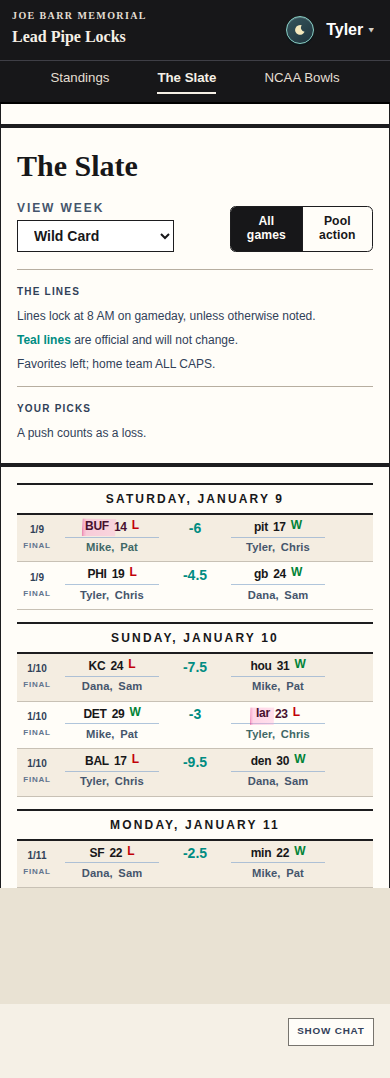 JOE BARR MEMORIAL
Lead Pipe Locks
Tyler
Standings The Slate NCAA Bowls
The Slate
VIEW WEEK
Wild Card
All games
Pool action
THE LINES
Lines lock at 8 AM on gameday, unless otherwise noted.
Teal lines are official and will not change.
Favorites left; home team ALL CAPS.
YOUR PICKS
A push counts as a loss.
SATURDAY, JANUARY 9
1/9 BUF 14 L -6 pit 17 W
FINAL Mike, Pat Tyler, Chris
1/9 PHI 19 L -4.5 gb 24 W
FINAL Tyler, Chris Dana, Sam
SUNDAY, JANUARY 10
1/10 KC 24 L -7.5 hou 31 W
FINAL Dana, Sam Mike, Pat
1/10 DET 29 W -3 lar 23 L
FINAL Mike, Pat Tyler, Chris
1/10 BAL 17 L -9.5 den 30 W
FINAL Tyler, Chris Dana, Sam
MONDAY, JANUARY 11
1/11 SF 22 L -2.5 min 22 W
FINAL Dana, Sam Mike, Pat
SHOW CHAT